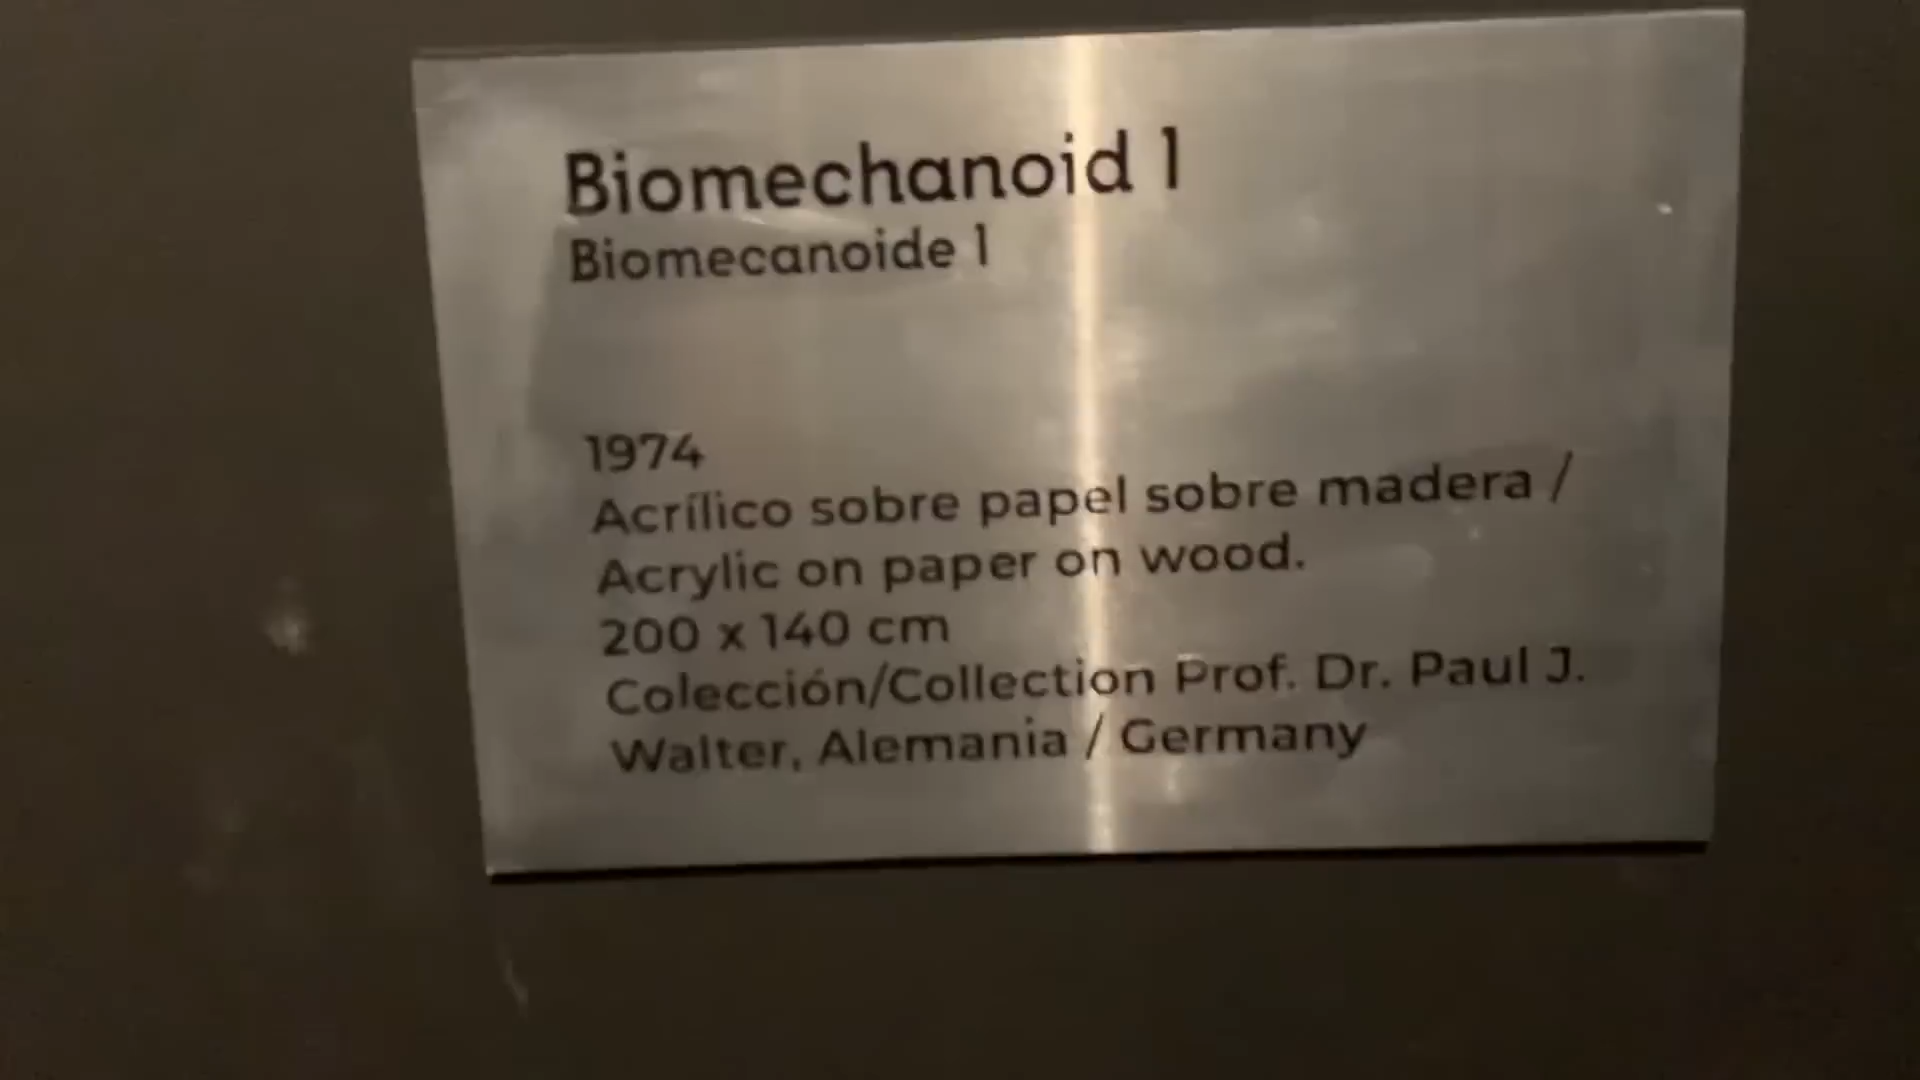 Biomechanoid 1
Biomecanoide 1
1974
Acrílico sobre papel sobre madera /
Acrylic on paper on wood.
200 x 140 cm
Colección/Collection Prof. Dr. Paul J.
Walter, Alemania / Germany